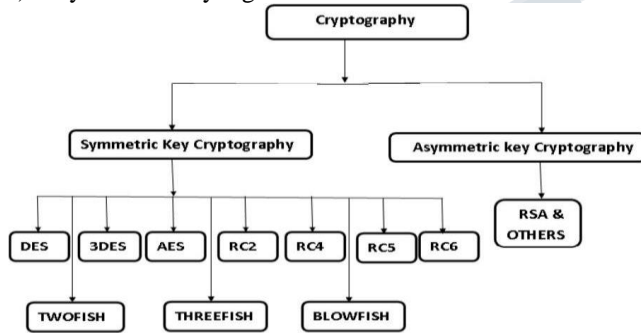 Cryptography
Symmetric Key Cryptography
Asymmetric key Cryptography
RSA &
OTHERS
DES
3DES
AES
RC2
RC4
RC5
RC6
TWOFISH
THREEFISH
BLOWFISH